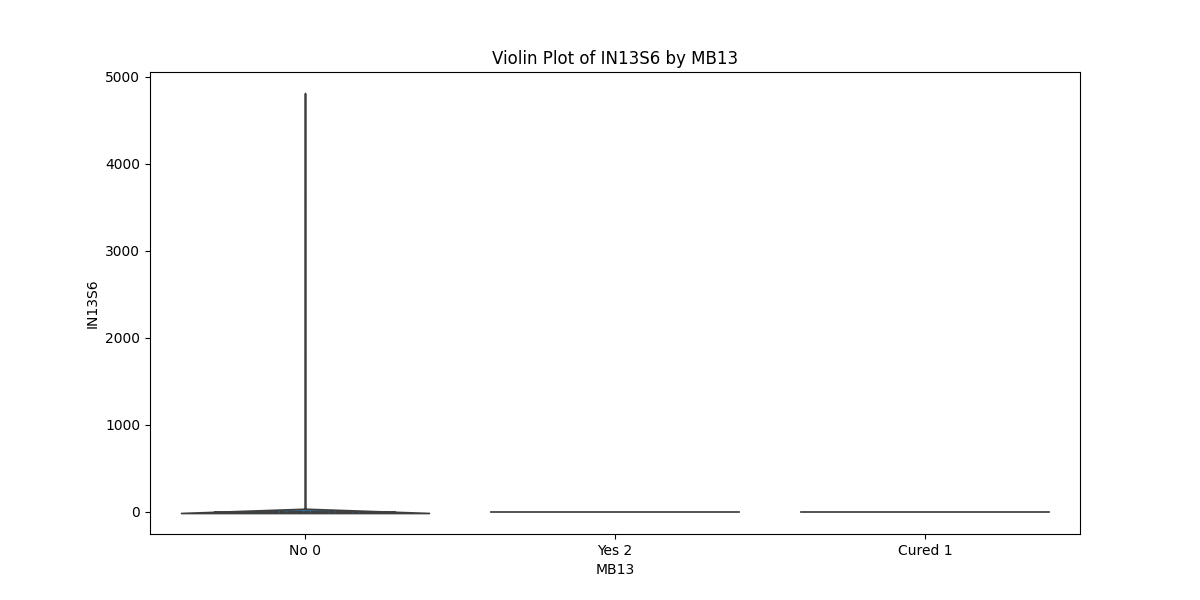 Violin Plot of IN13S6 by MB13
5000
4000
3000
2000
1000
0
IN13S6
No 0
Yes 2
Cured 1
MB13